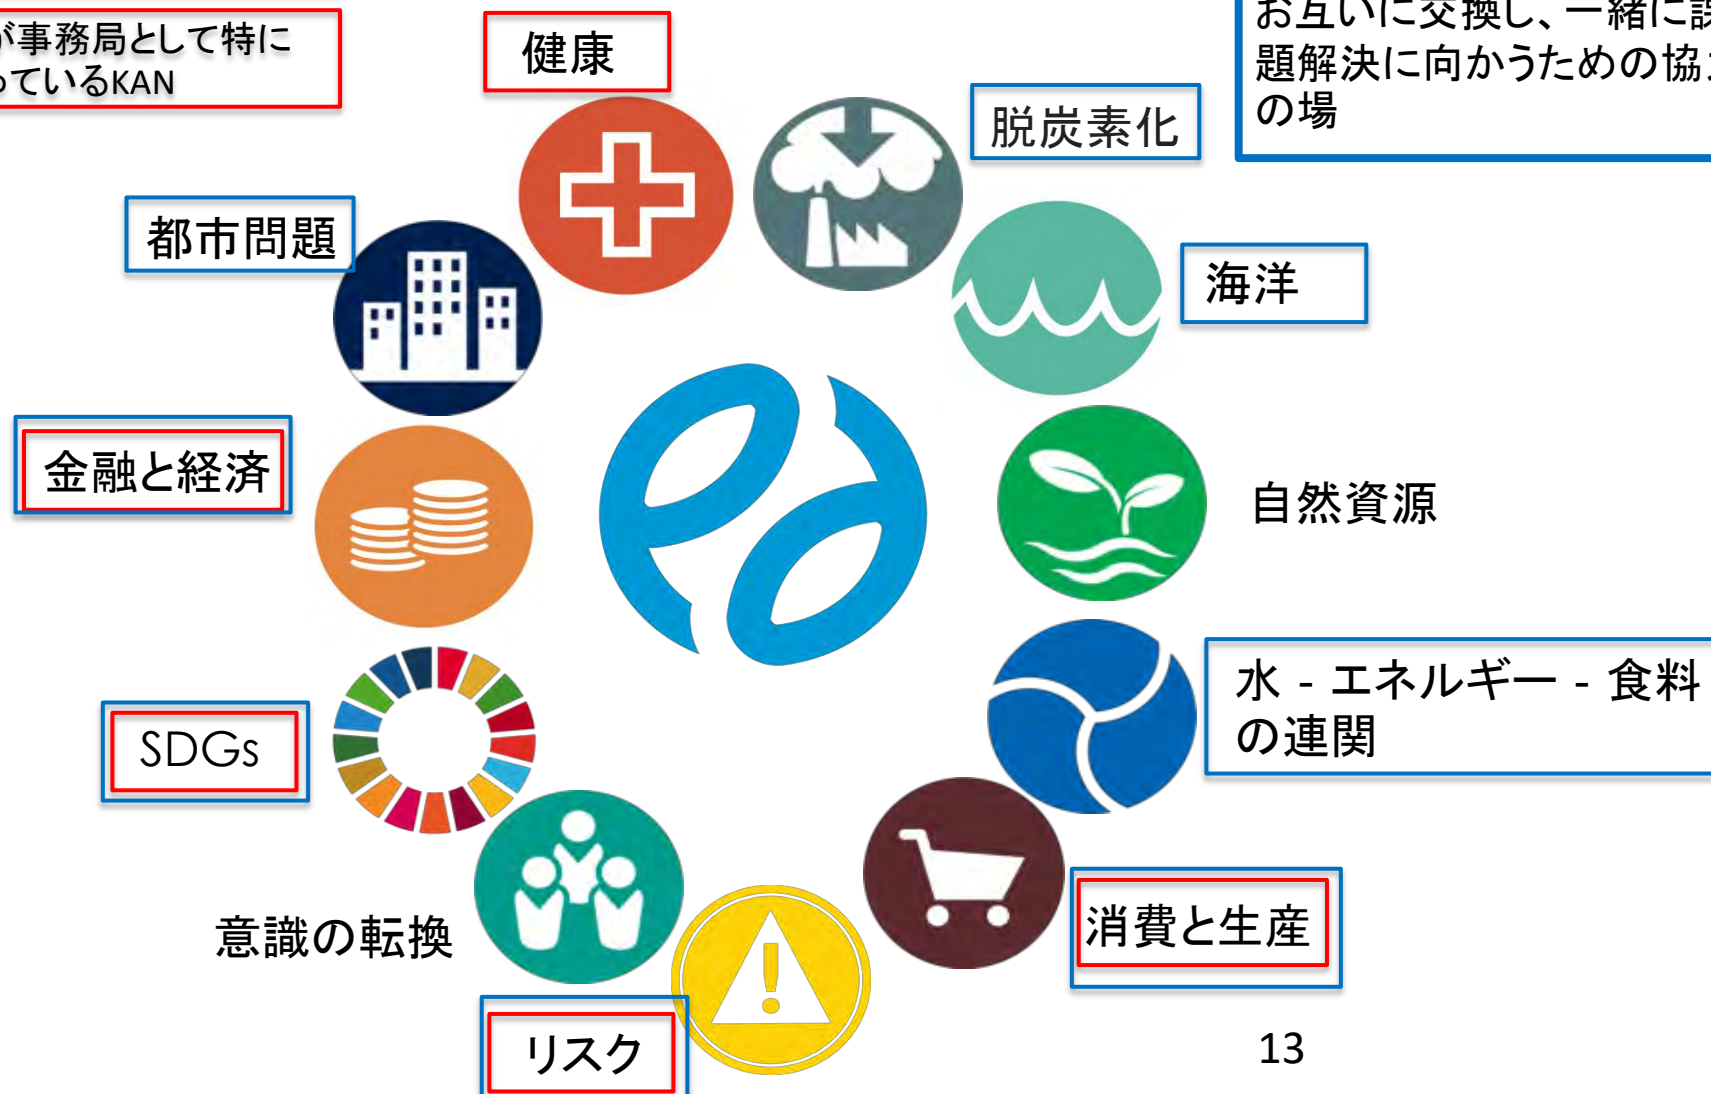 が事務局として特に
っているKAN
健康
お互いに交換し、一緒に課
題解決に向かうための協力
の場
脱炭素化
都市問題
海洋
金融と経済
自然資源
水 - エネルギー - 食料
の連関
SDGs
消費と生産
意識の転換
リスク
13